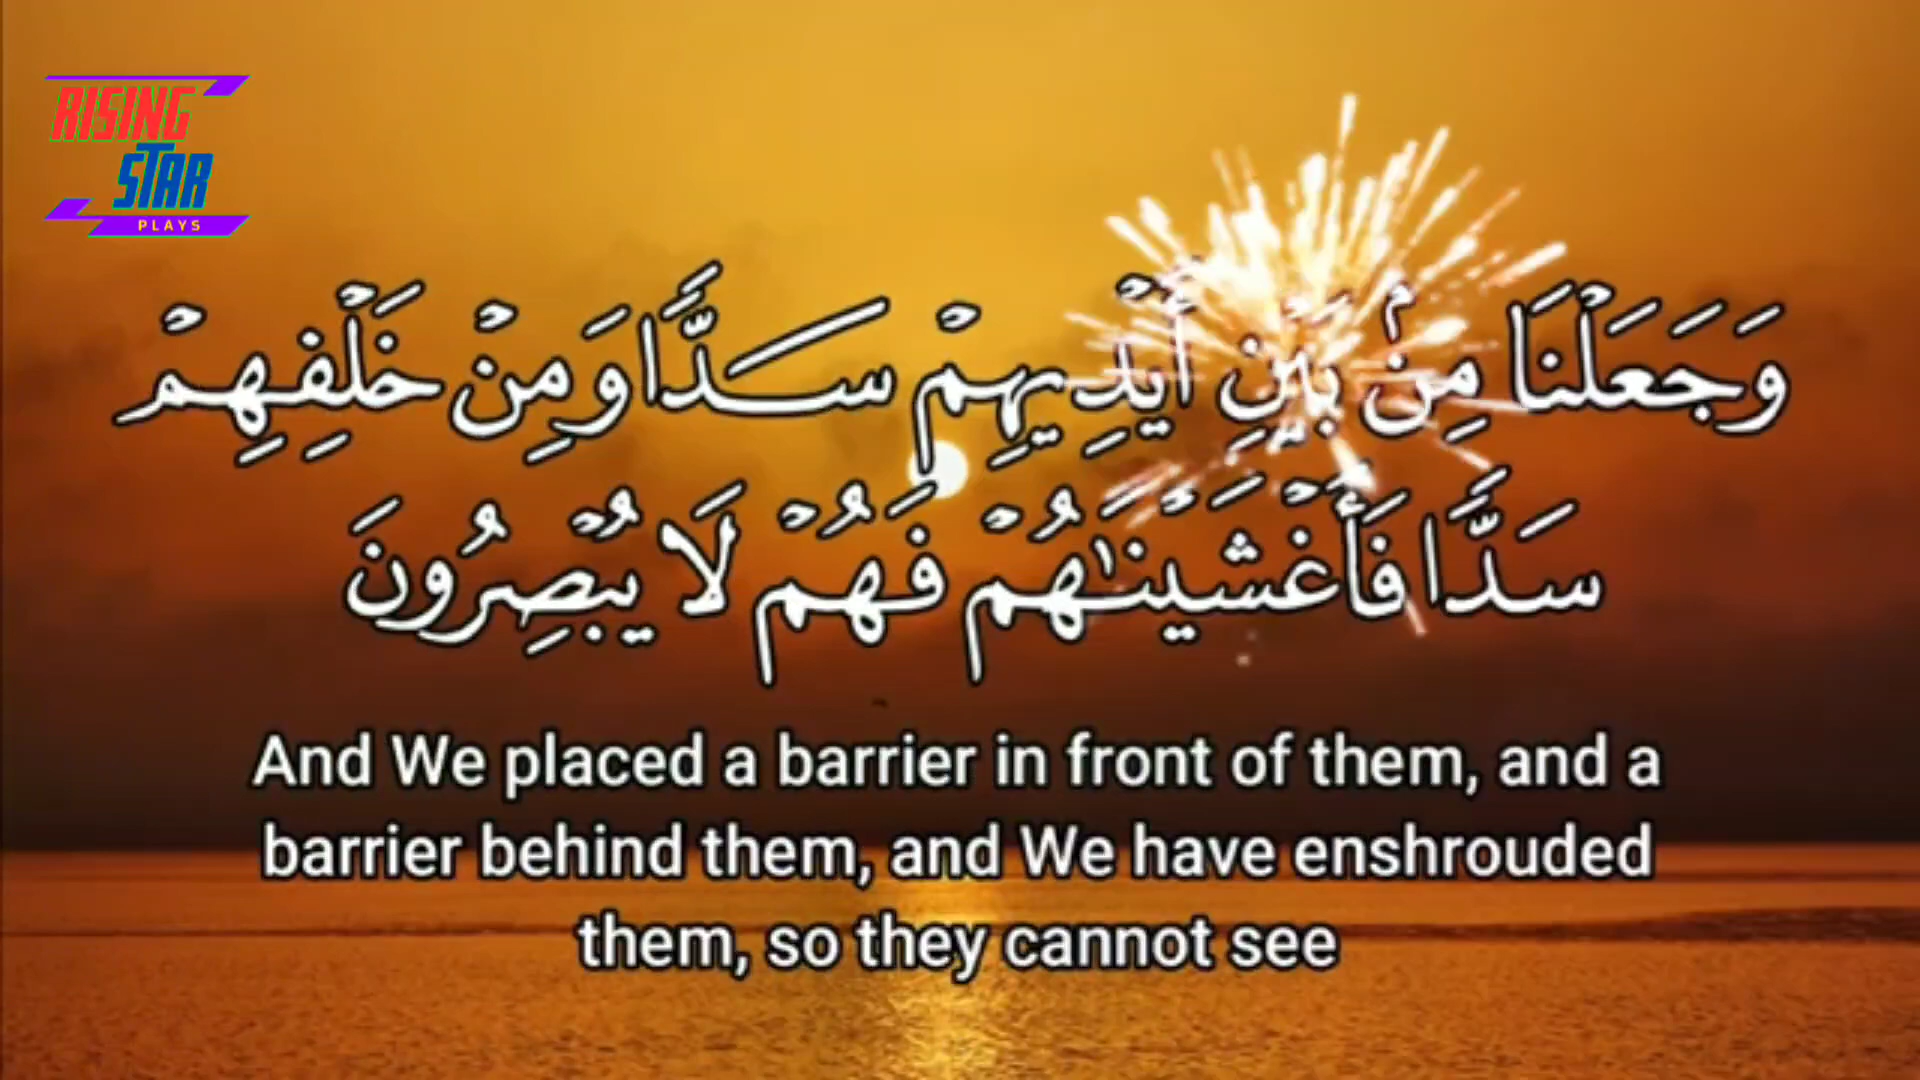 RISING
STAR
PLAYS
وَجَعَلْنَا مِنۢ بَيْنِ أَيْدِيهِمْ سَدًّا وَمِنْ خَلْفِهِمْ
سَدًّا فَأَغْشَيْنَٰهُمْ فَهُمْ لَا يُبْصِرُونَ
And We placed a barrier in front of them, and a
barrier behind them, and We have enshrouded
them, so they cannot see